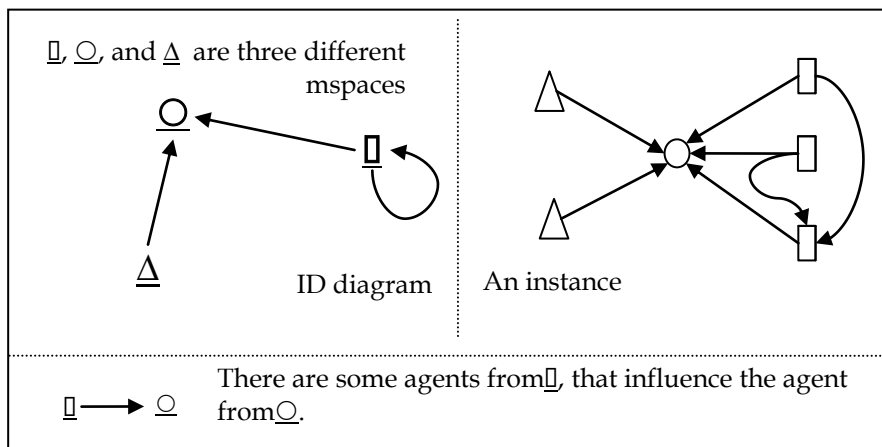 ▯, ○, and Δ are three different
mspaces
Δ
ID diagram
An instance
▯ → ○ There are some agents from▯, that influence the agent
from○.